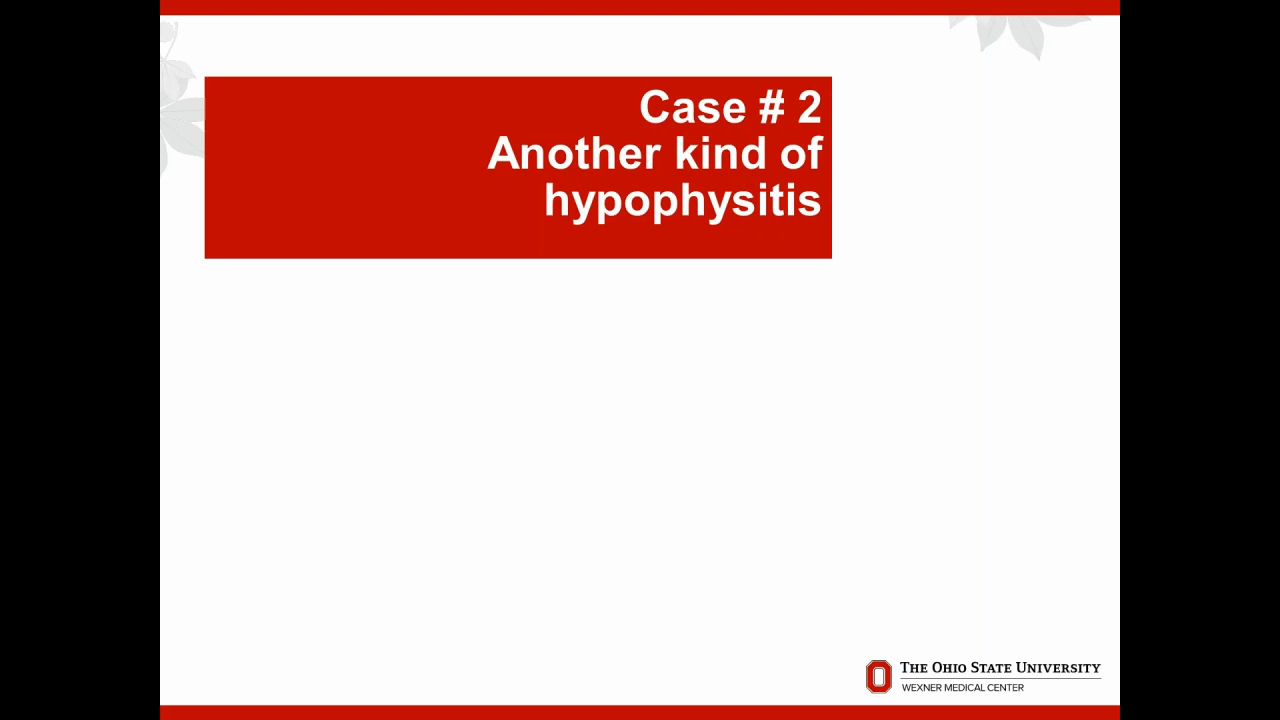 Case # 2
Another kind of
hypophysitis
THE OHIO STATE UNIVERSITY
WEXNER MEDICAL CENTER